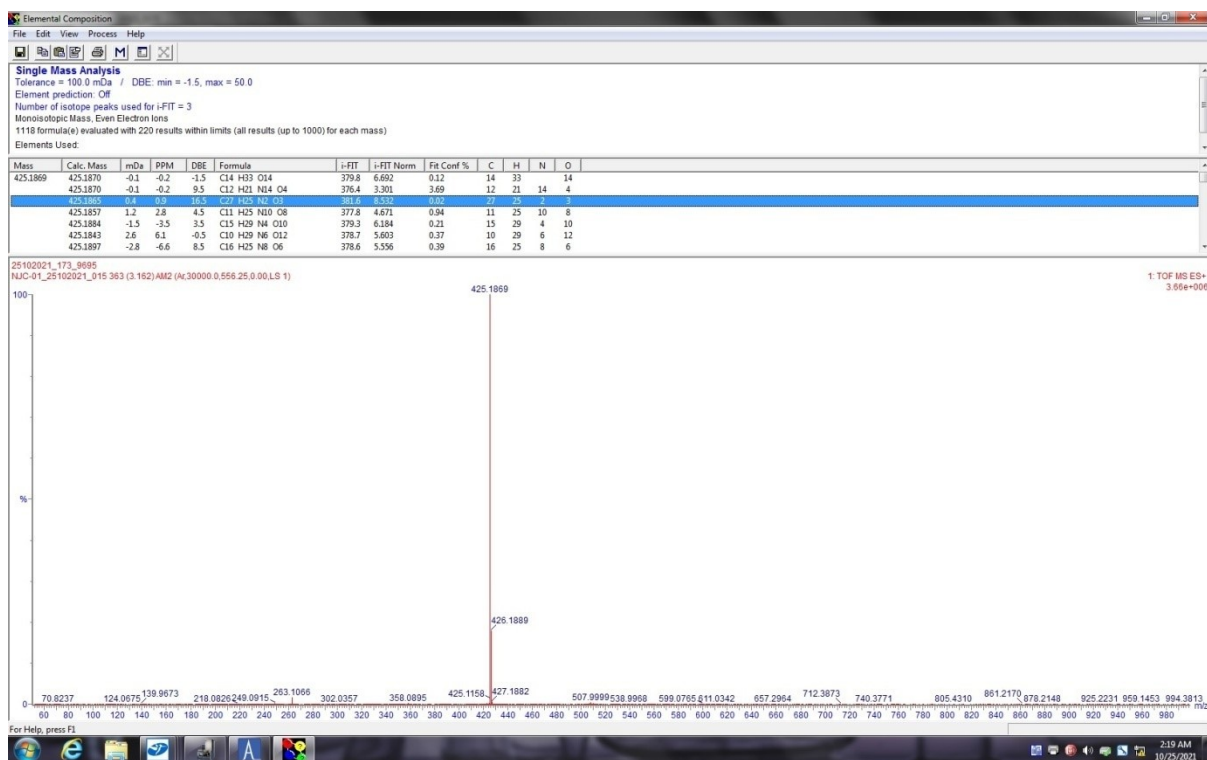 Elemental Composition
File Edit View Process Help
Single Mass Analysis
Tolerance = 100.0 mDa / DBE: min = -1.5, max = 50.0
Element prediction: Off
Number of isotope peaks used for i-FIT = 3
Monoisotopic Mass, Even Electron Ions
1118 formula(e) evaluated with 220 results within limits (all results (up to 1000) for each mass)
Elements Used:
Mass Calc. Mass mDa PPM DBE Formula i-FIT i-FIT Norm Fit Conf % C H N O
425.1869 425.1870 -0.1 -0.2 -1.5 C14 H33 O14 379.8 6.692 0.12 14 33 14
425.1870 -0.1 -0.2 9.5 C12 H21 N14 O4 376.4 3.301 3.69 12 21 14 4
425.1865 0.4 0.9 16.5 C27 H25 N2 O3 381.6 8.532 0.02 27 25 2 3
425.1857 1.2 2.8 4.5 C11 H25 N10 O8 377.8 4.671 0.94 11 25 10 8
425.1884 -1.5 -3.5 3.5 C15 H29 N4 O10 379.3 6.184 0.21 15 29 4 10
425.1843 2.6 6.1 -0.5 C10 H29 N6 O12 378.7 5.603 0.37 10 29 6 12
425.1897 -2.8 -6.6 8.5 C16 H25 N8 O6 378.6 5.556 0.39 16 25 8 6
25102021_173_9695
NJC-01_25102021_015 363 (3.162) AM2 (Ar,30000.0,556.25,0.00,LS 1)
1: TOF MS ES+
3.66e+006
100
425.1869
%
426.1889
70.8237 124.0675 139.9673 218.0826 249.0915 263.1066 302.0357 358.0895 425.1158 427.1882 507.9999 538.9968 599.0765 611.0342 657.2964 712.3873 740.3771 805.4310 861.2170 878.2148 925.2231 959.1453 994.3813
0
m/z
60 80 100 120 140 160 180 200 220 240 260 280 300 320 340 360 380 400 420 440 460 480 500 520 540 560 580 600 620 640 660 680 700 720 740 760 780 800 820 840 860 880 900 920 940 960 980
For Help, press F1
2:19 AM
10/25/2021